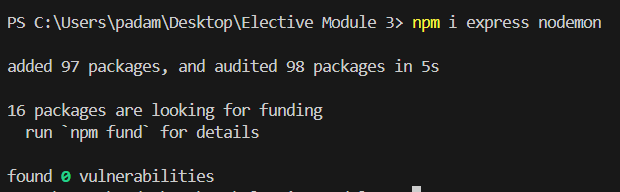 PS C:\Users\padam\Desktop\Elective Module 3> npm i express nodemon
added 97 packages, and audited 98 packages in 5s
16 packages are looking for funding
run `npm fund` for details
found 0 vulnerabilities